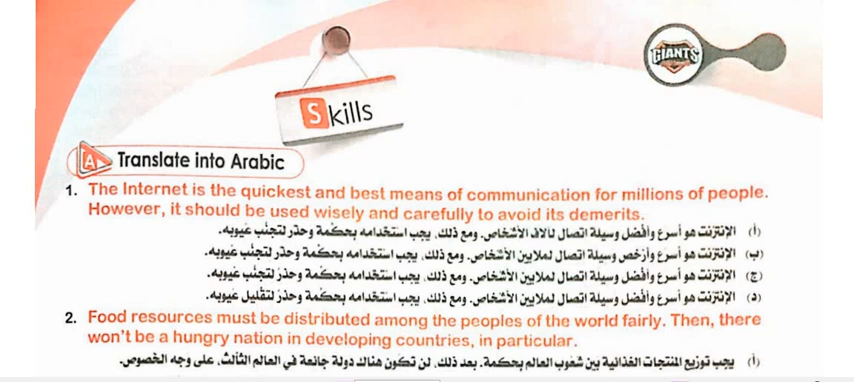 GIANTS
Skills
A Translate into Arabic
1. The Internet is the quickest and best means of communication for millions of people.
However, it should be used wisely and carefully to avoid its demerits.
(أ) الإنترنت هو أسرع وأفضل وسيلة اتصال لآلاف الأشخاص. ومع ذلك، يجب استخدامه بحكمة وحذر لتجنب عيوبه.
(ب) الإنترنت هو أسرع وأرخص وسيلة اتصال لملايين الأشخاص. ومع ذلك، يجب استخدامه بحكمة وحذر لتجنب عيوبه.
(ج) الإنترنت هو أسرع وأفضل وسيلة اتصال لملايين الأشخاص. ومع ذلك، يجب استخدامه بحكمة وحذر لتجنب عيوبه.
(د) الإنترنت هو أسرع وأفضل وسيلة اتصال لملايين الأشخاص. ومع ذلك، يجب استخدامه بحكمة وحذر لتقليل عيوبه.
2. Food resources must be distributed among the peoples of the world fairly. Then, there
won't be a hungry nation in developing countries, in particular.
(أ) يجب توزيع المنتجات الغذائية بين شعوب العالم بحكمة. بعد ذلك، لن تكون هناك دولة جائعة في العالم الثالث، على وجه الخصوص.